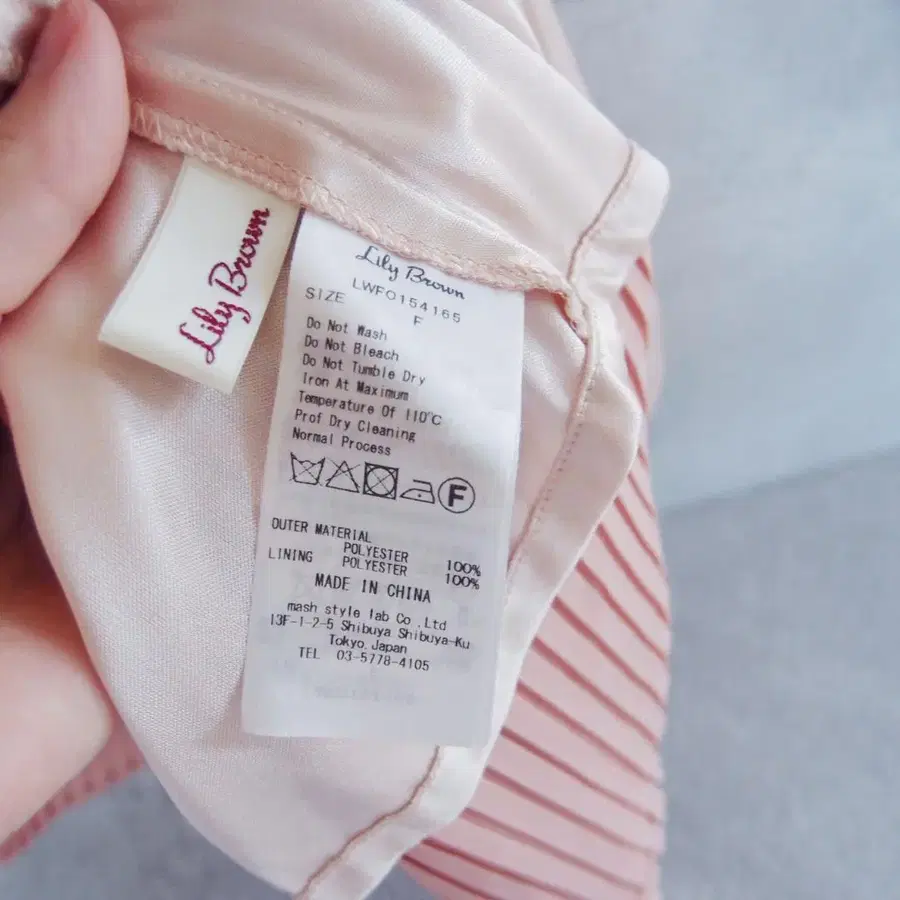 Lily Brown
Lily Brown
LWFO154165
SIZE F
Do Not Wash
Do Not Bleach
Do Not Tumble Dry
Iron At Maximum
Temperature Of 110°C
Prof Dry Cleaning
Normal Process
F
OUTER MATERIAL
POLYESTER 100%
LINING POLYESTER 100%
MADE IN CHINA
mash style lab Co.,Ltd
13F-1-2-5 Shibuya Shibuya-Ku
Tokyo,Japan
TEL 03-5778-4105